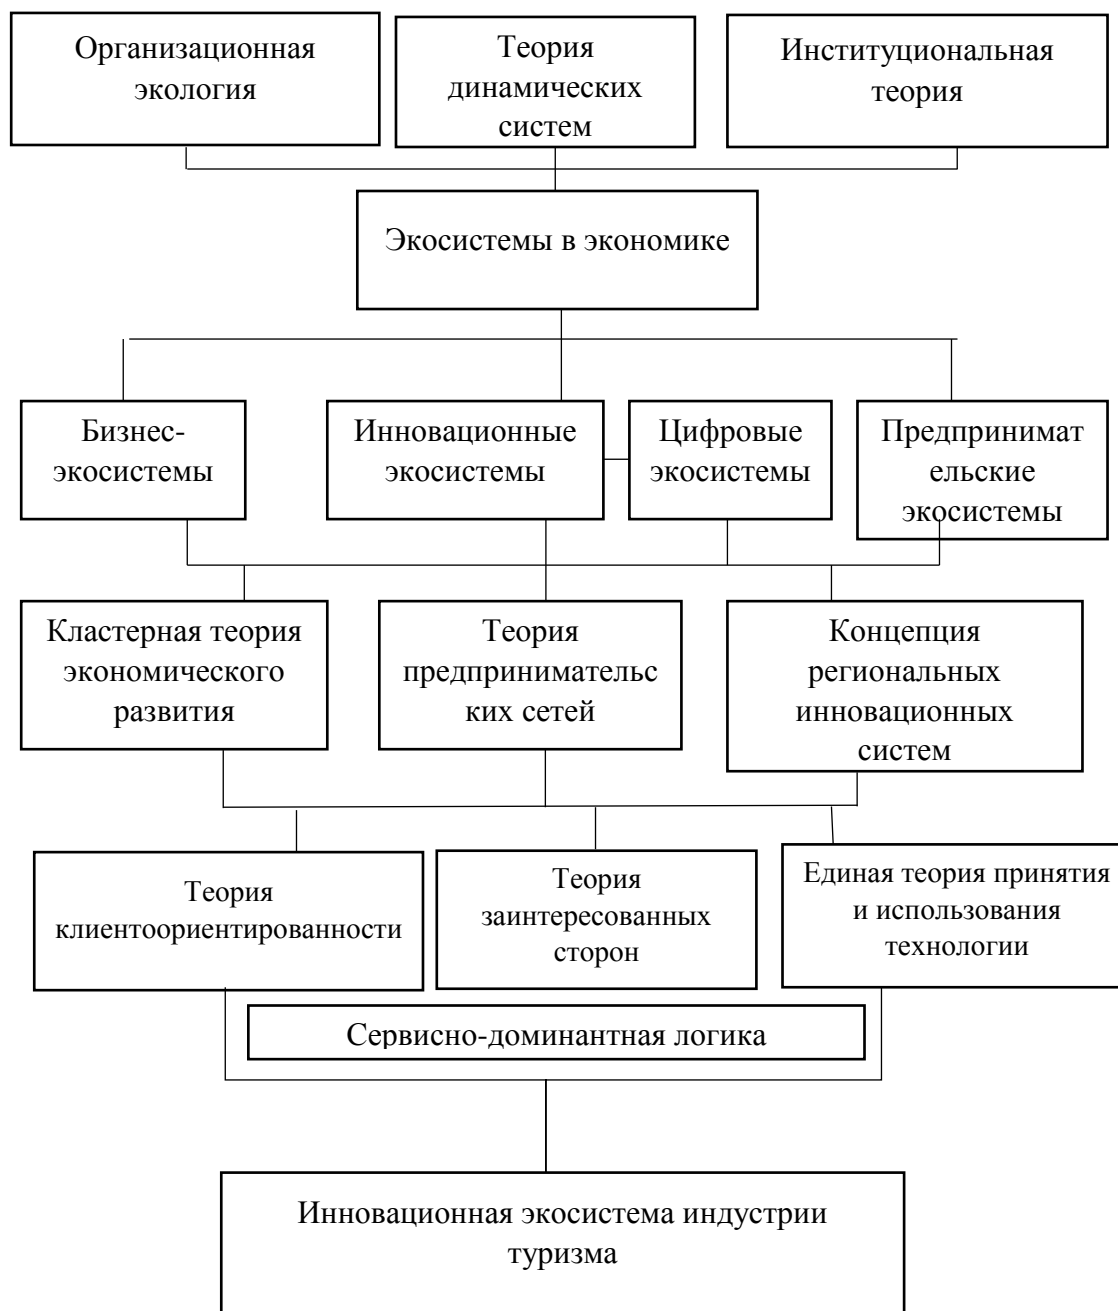 Организационная
экология
Теория
динамических
систем
Институциональная
теория
Экосистемы в экономике
Бизнес-
экосистемы
Инновационные
экосистемы
Цифровые
экосистемы
Предпринимат
ельские
экосистемы
Кластерная теория
экономического
развития
Теория
предпринимательс
ких сетей
Концепция
региональных
инновационных
систем
Теория
клиентоориентированности
Теория
заинтересованных
сторон
Единая теория принятия
и использования
технологии
Сервисно-доминантная логика
Инновационная экосистема индустрии
туризма